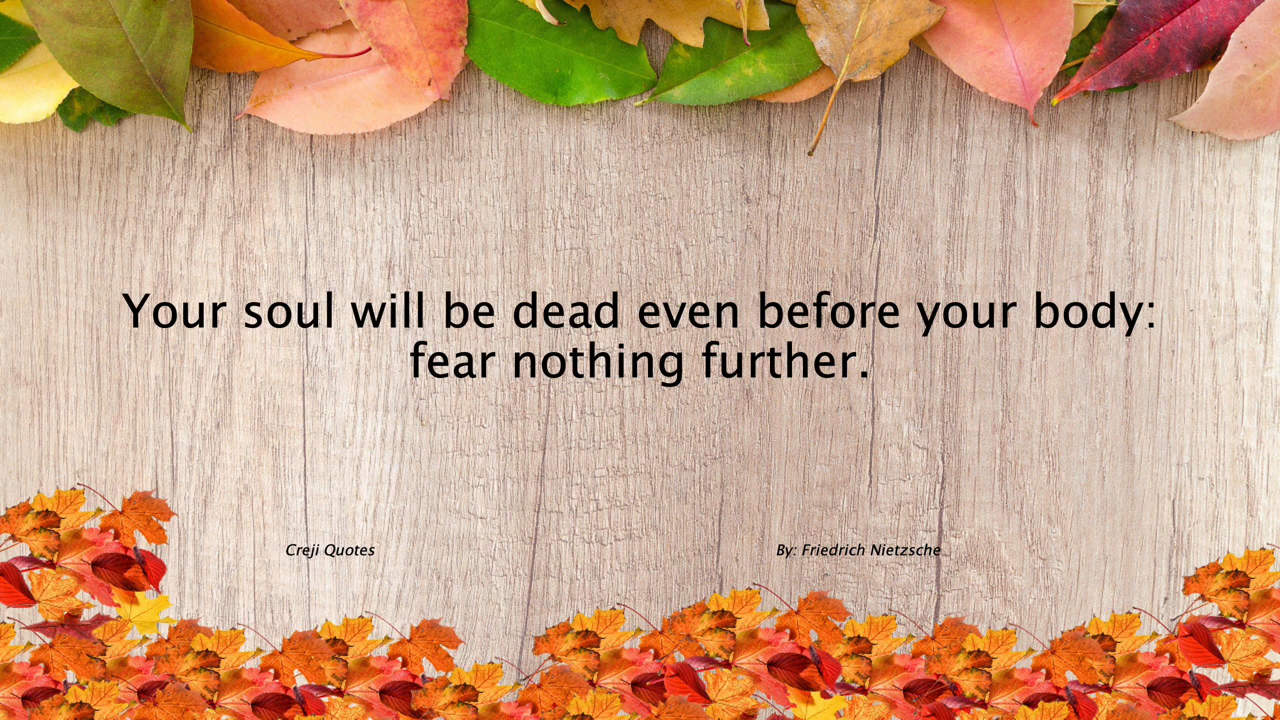 Your soul will be dead even before your body:
fear nothing further.
Creji Quotes
By: Friedrich Nietzsche